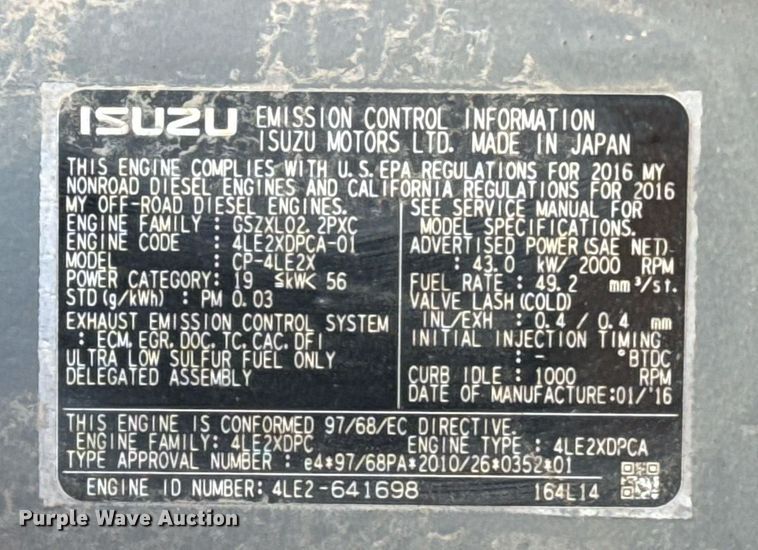 ISUZU EMISSION CONTROL INFORMATION
ISUZU MOTORS LTD. MADE IN JAPAN
THIS ENGINE COMPLIES WITH U.S.EPA REGULATIONS FOR 2016 MY
NONROAD DIESEL ENGINES AND CALIFORNIA REGULATIONS FOR 2016
MY OFF-ROAD DIESEL ENGINES.
ENGINE FAMILY : GSZXL02.2PXC
ENGINE CODE : 4LE2XDPCA-01
MODEL : CP-4LE2X
POWER CATEGORY: 19 ≤kW< 56
STD (g/kWh) : PM 0.03
EXHAUST EMISSION CONTROL SYSTEM
: ECM, EGR, DOC, TC, CAC, DFI
ULTRA LOW SULFUR FUEL ONLY
DELEGATED ASSEMBLY
SEE SERVICE MANUAL FOR
MODEL SPECIFICATIONS.
ADVERTISED POWER (SAE NET)
: 43.0 kW/ 2000 RPM
FUEL RATE : 49.2 mm³/st.
VALVE LASH (COLD)
INL/EXH : 0.4 / 0.4 mm
INITIAL INJECTION TIMING
: - °BTDC
CURB IDLE : 1000 RPM
DATE OF MANUFACTURE:01/'16
THIS ENGINE IS CONFORMED 97/68/EC DIRECTIVE.
ENGINE FAMILY: 4LE2XDPC ENGINE TYPE : 4LE2XDPCA
TYPE APPROVAL NUMBER : e4*97/68PA*2010/26*0352*01
ENGINE ID NUMBER: 4LE2-641698 164L14
Purple Wave Auction